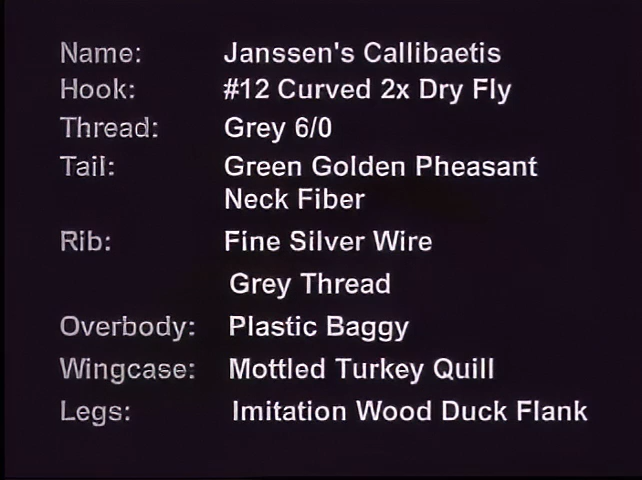 Name: Janssen's Callibaetis
Hook: #12 Curved 2x Dry Fly
Thread: Grey 6/0
Tail: Green Golden Pheasant
Neck Fiber
Rib: Fine Silver Wire
Grey Thread
Overbody: Plastic Baggy
Wingcase: Mottled Turkey Quill
Legs: Imitation Wood Duck Flank